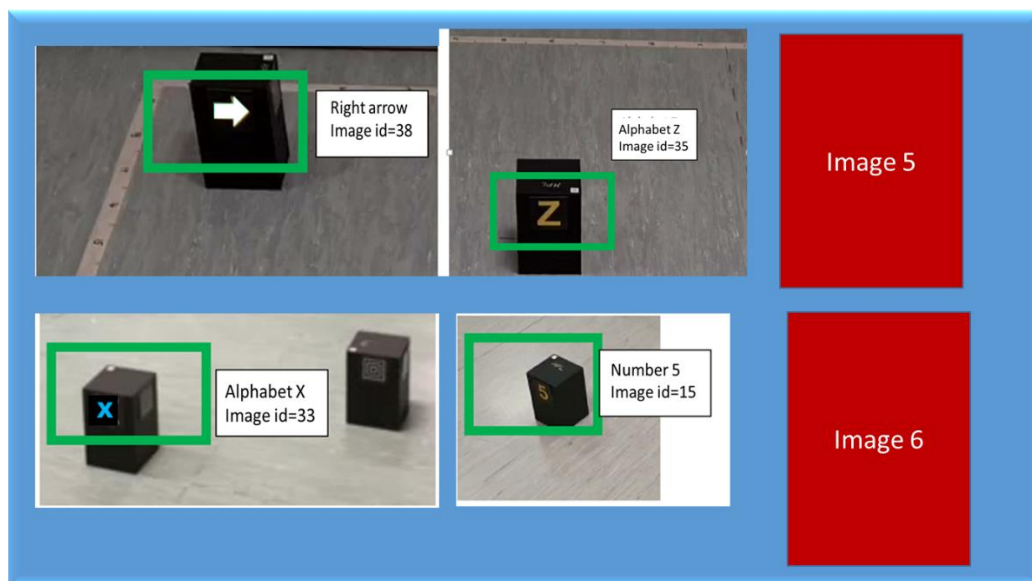 Right arrow
Image id=38
Alphabet Z
Image id=35
Z
Image 5
Alphabet X
Image id=33
X
Number 5
Image id=15
5
Image 6